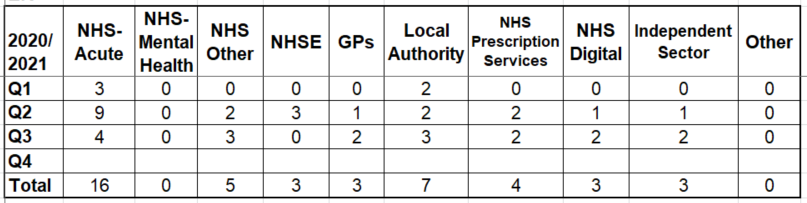 2020/ 2021 NHS-Acute NHS-Mental Health NHS Other NHSE GPs Local Authority NHS Prescription Services NHS Digital Independent Sector Other
Q1 3 0 0 0 0 2 0 0 0 0
Q2 9 0 2 3 1 2 2 1 1 0
Q3 4 0 3 0 2 3 2 2 2 0
Q4
Total 16 0 5 3 3 7 4 3 3 0